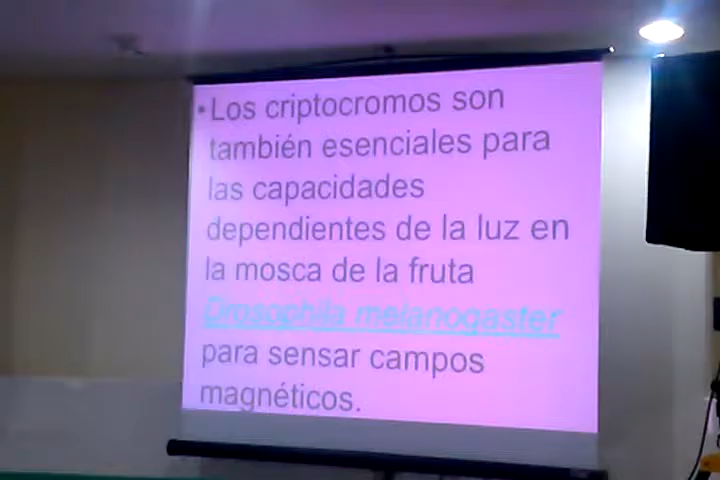 • Los criptocromos son
también esenciales para
las capacidades
dependientes de la luz en
la mosca de la fruta
Drosophila melanogaster
para sensar campos
magnéticos.